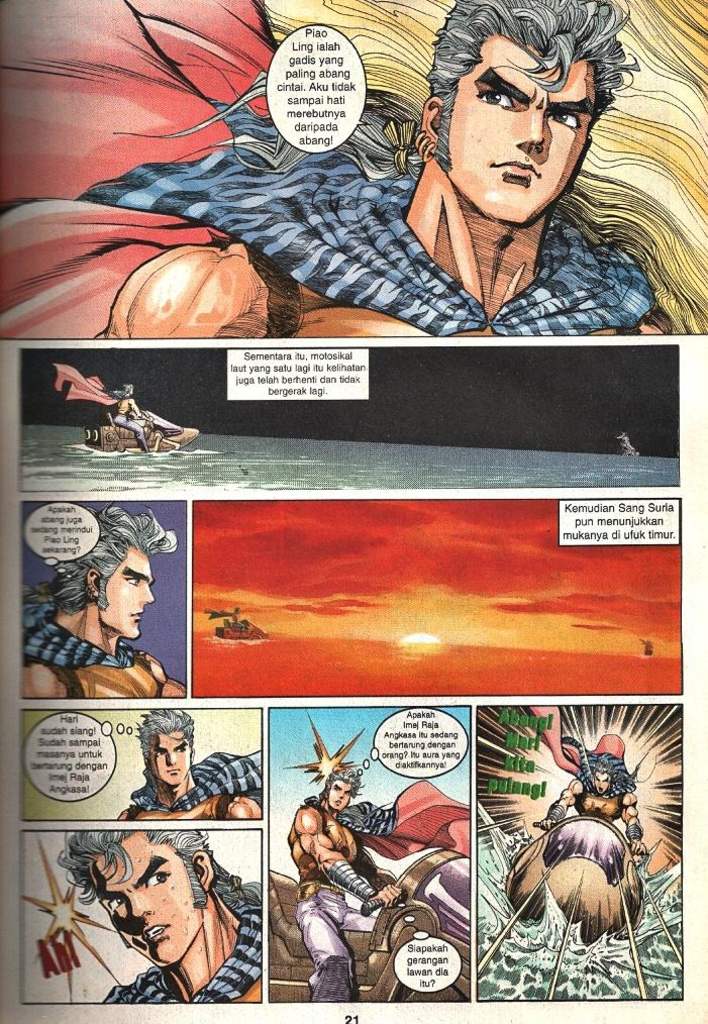 Piao
Ling ialah
gadis yang
paling abang
cintai. Aku tidak
sampai hati
merebutnya
daripada
abang!
Sementara itu, motosikal
laut yang satu lagi itu kelihatan
juga telah berhenti dan tidak
bergerak lagi.
Apakah
abang juga
sedang merindui
Piao Ling
sekarang?
Kemudian Sang Suria
pun menunjukkan
mukanya di ufuk timur.
Hari
sudah siang!
Sudah sampai
masanya untuk
bertarung dengan
Imej Raja
Angkasa!
Ah!
Apakah
Imej Raja
Angkasa itu sedang
bertarung dengan
orang? Itu aura yang
diaktifkannya!
Siapakah
gerangan
lawan dia
itu?
Abang!
Mari
kita
pulang!
21